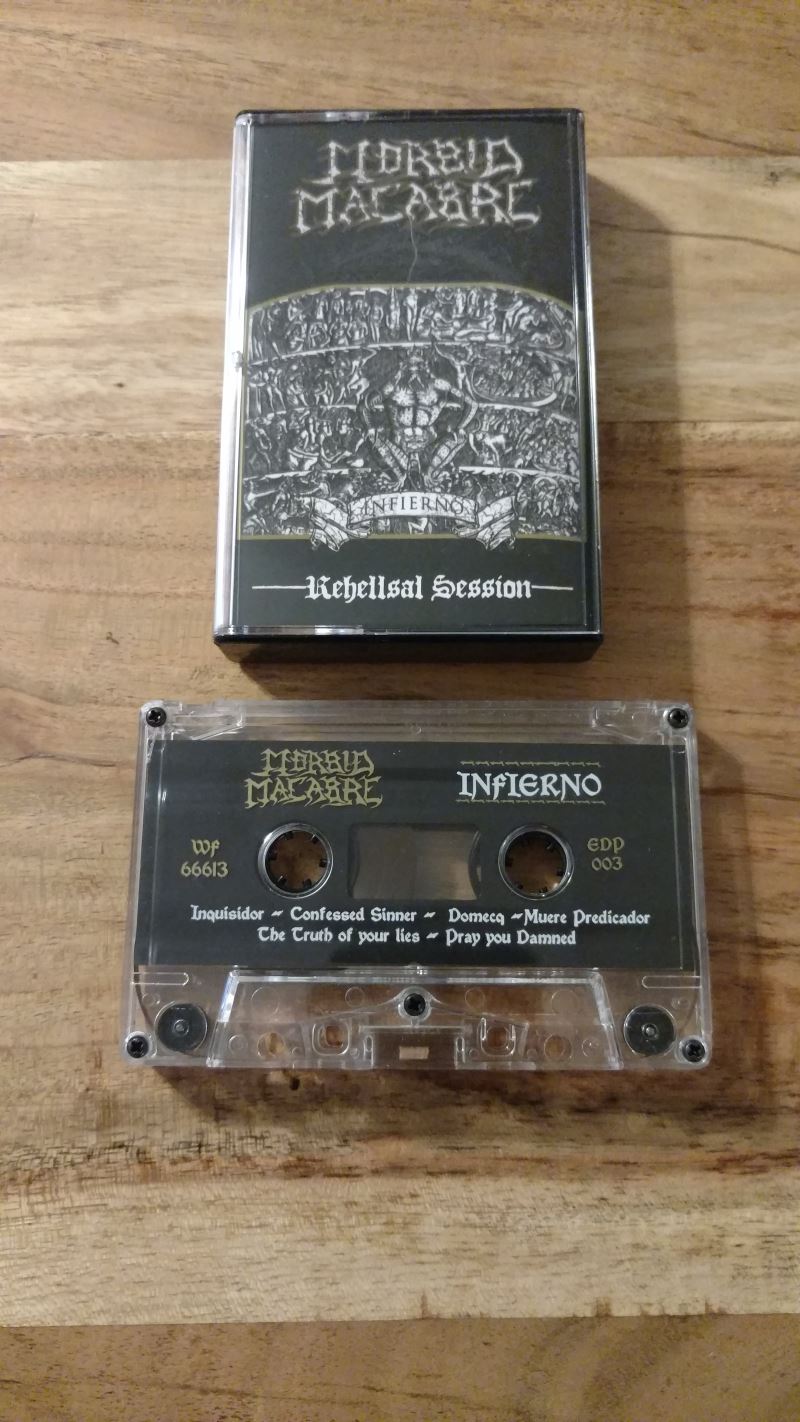 MORBID
MACABRE
INFIERNO
Rehellsal Session
MORBID
MACABRE
INFIERNO
WF
66613
EDP
003
Inquisidor ~ Confessed Sinner ~ Domecq ~Muere Predicador
The Truth of your lies ~ Pray you Damned